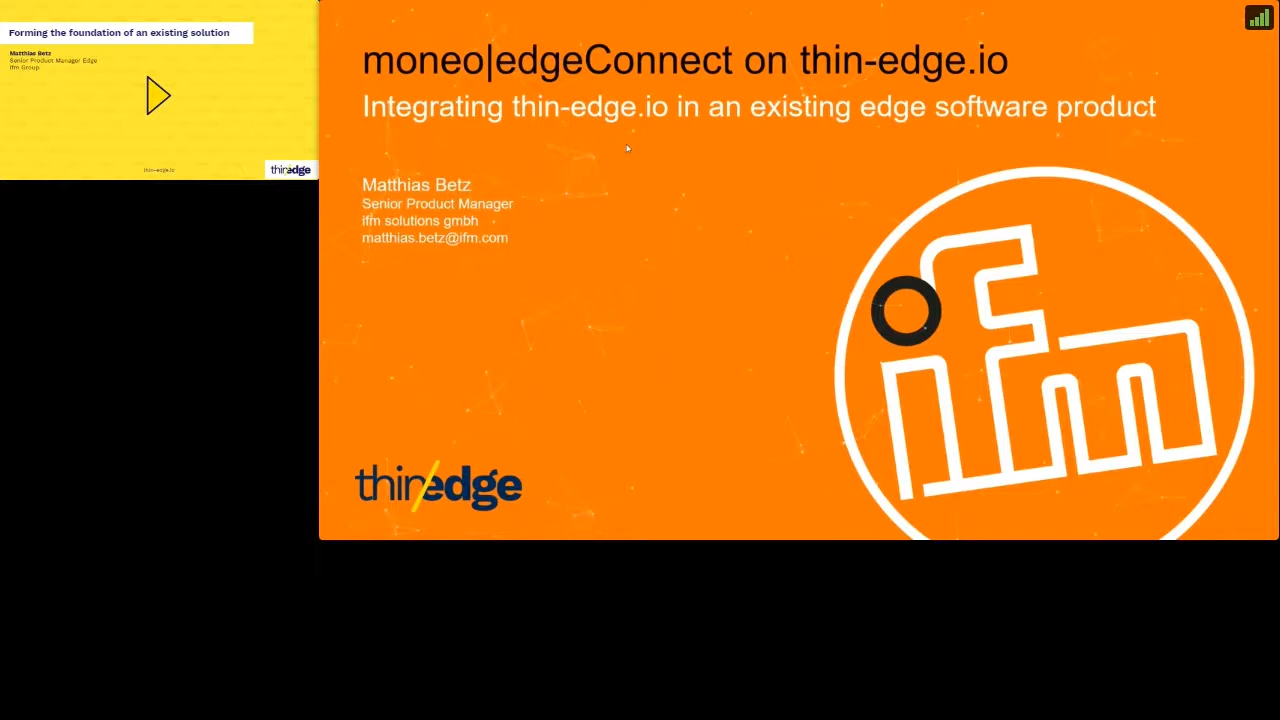 Forming the foundation of an existing solution
Matthias Betz
Senior Product Manager Edge
ifm Group
thin-edge.io
thinedge
moneo|edgeConnect on thin-edge.io
Integrating thin-edge.io in an existing edge software product
Matthias Betz
Senior Product Manager
ifm solutions gmbh
matthias.betz@ifm.com
ifm
thinedge